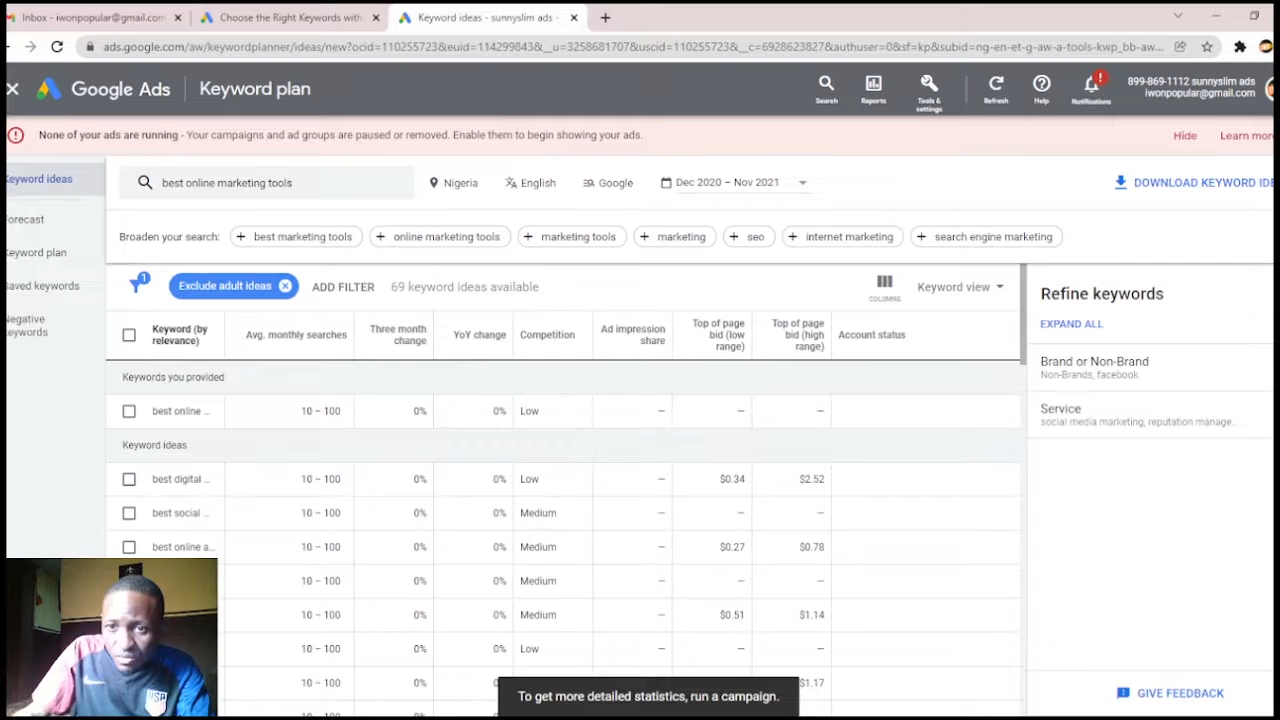 Inbox - iwonpopular@gmail.com
Choose the Right Keywords with
Keyword ideas - sunnyslim ads -
ads.google.com/aw/keywordplanner/ideas/new?ocid=110255723&euid=114299843&__u=3258681707&uscid=110255723&__c=6928623827&authuser=0&sf=kp&subid=ng-en-et-g-aw-a-tools-kwp_bb-aw...
Google Ads
Keyword plan
Search
Reports
Tools & settings
Refresh
Help
Notifications
899-869-1112 sunnyslim ads
iwonpopular@gmail.com
None of your ads are running - Your campaigns and ad groups are paused or removed. Enable them to begin showing your ads.
Hide
Learn mor
Keyword ideas
orecast
eyword plan
aved keywords
egative
eywords
best online marketing tools
Nigeria
English
Google
Dec 2020 – Nov 2021
DOWNLOAD KEYWORD IDE
Broaden your search:
+ best marketing tools
+ online marketing tools
+ marketing tools
+ marketing
+ seo
+ internet marketing
+ search engine marketing
1
Exclude adult ideas
ADD FILTER
69 keyword ideas available
COLUMNS
Keyword view
Refine keywords
EXPAND ALL
Brand or Non-Brand
Non-Brands, facebook
Service
social media marketing, reputation manage...
Keyword (by relevance)
Avg. monthly searches
Three month change
YoY change
Competition
Ad impression share
Top of page bid (low range)
Top of page bid (high range)
Account status
Keywords you provided
best online ... 10 – 100 0% 0% Low – – –
Keyword ideas
best digital ... 10 – 100 0% 0% Low – $0.34 $2.52
best social ... 10 – 100 0% 0% Medium – – –
best online a... 10 – 100 0% 0% Medium – $0.27 $0.78
10 – 100 0% 0% Medium – – –
10 – 100 0% 0% Medium – $0.51 $1.14
10 – 100 0% 0% Low – – –
10 – 100 0% $1.17
To get more detailed statistics, run a campaign.
GIVE FEEDBACK